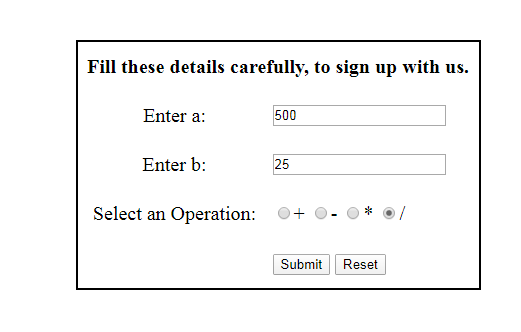 Fill these details carefully, to sign up with us.
Enter a: 500
Enter b: 25
Select an Operation: + - * /
Submit Reset